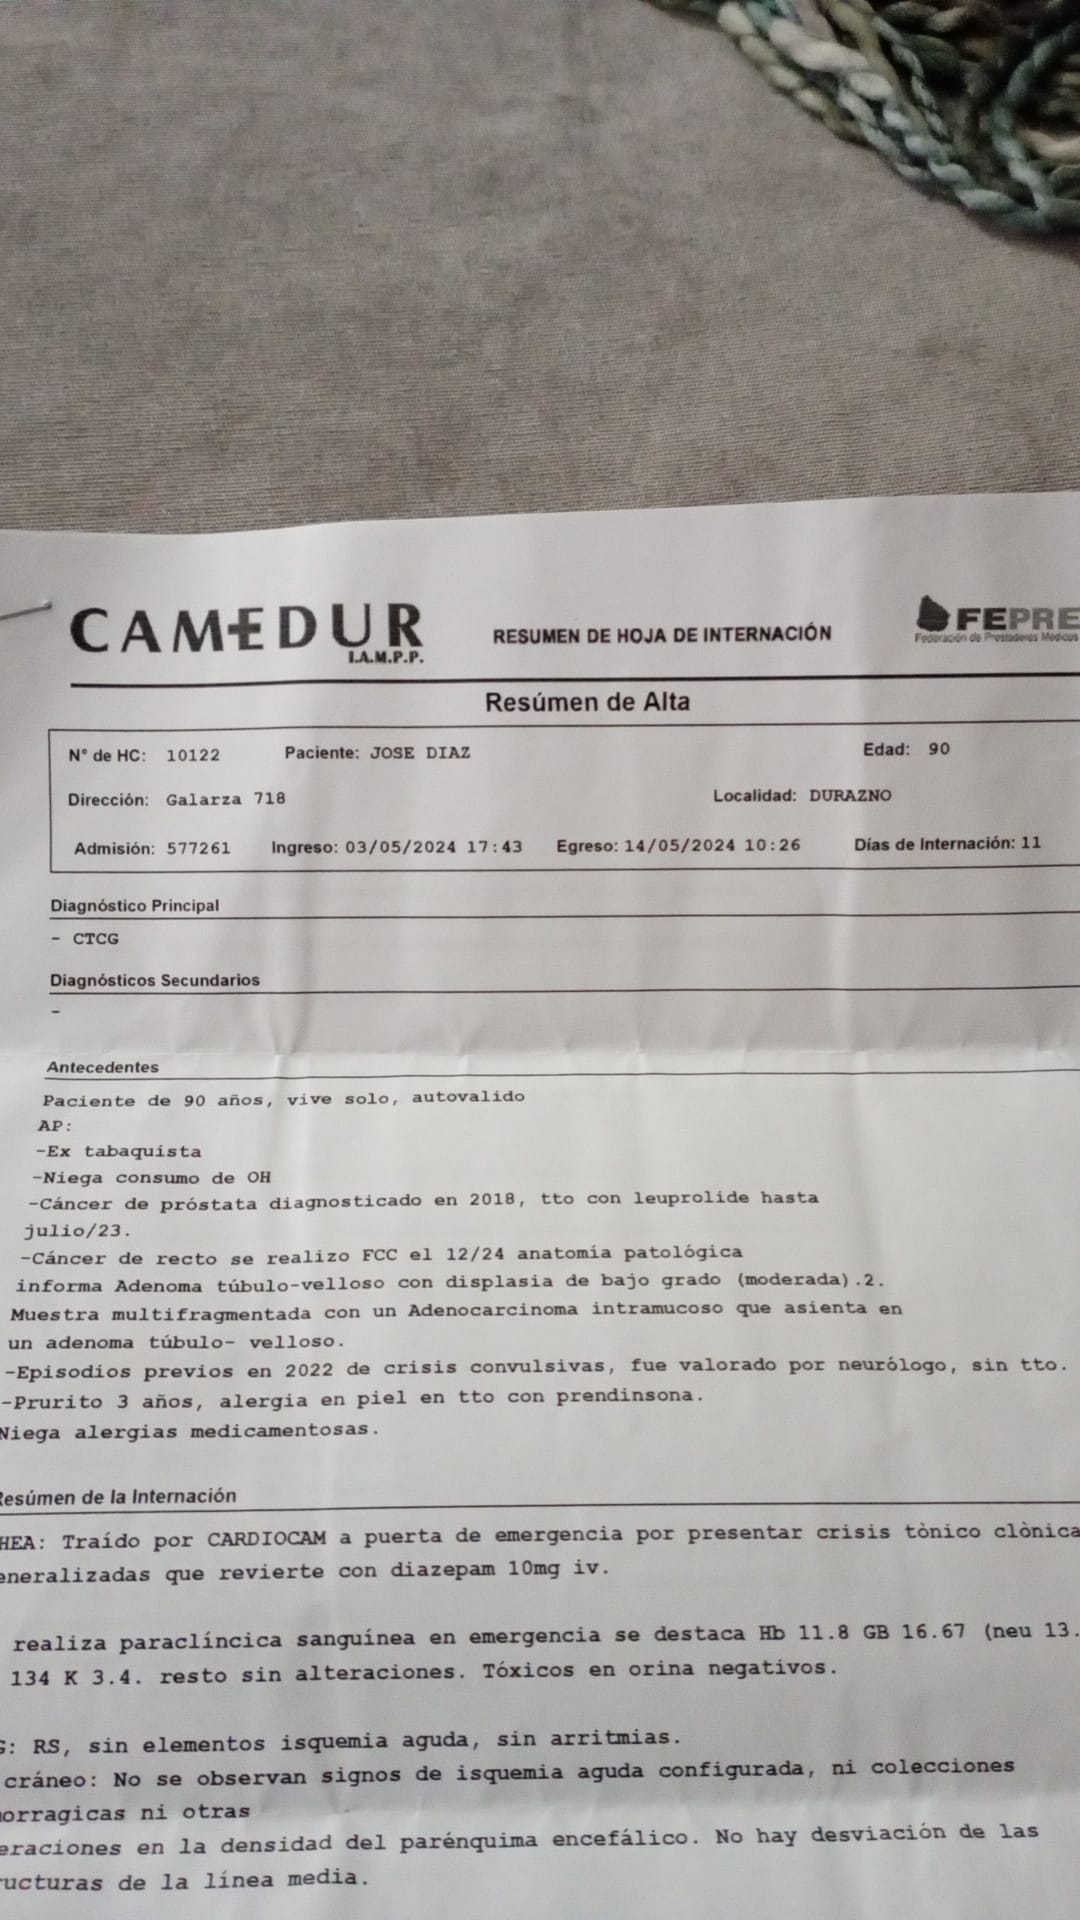 CAMEDUR
I.A.M.P.P.
RESUMEN DE HOJA DE INTERNACIÓN
FEPRE
Federación de Prestadores Médicos
Resúmen de Alta
N° de HC: 10122 Paciente: JOSE DIAZ Edad: 90
Dirección: Galarza 718 Localidad: DURAZNO
Admisión: 577261 Ingreso: 03/05/2024 17:43 Egreso: 14/05/2024 10:26 Días de Internación: 11
Diagnóstico Principal
- CTCG
Diagnósticos Secundarios
-
Antecedentes
Paciente de 90 años, vive solo, autovalido
AP:
-Ex tabaquista
-Niega consumo de OH
-Cáncer de próstata diagnosticado en 2018, tto con leuprolide hasta
julio/23.
-Cáncer de recto se realizo FCC el 12/24 anatomía patológica
informa Adenoma túbulo-velloso con displasia de bajo grado (moderada).2.
Muestra multifragmentada con un Adenocarcinoma intramucoso que asienta en
un adenoma túbulo- velloso.
-Episodios previos en 2022 de crisis convulsivas, fue valorado por neurólogo, sin tto.
-Prurito 3 años, alergia en piel en tto con prendinsona.
Niega alergias medicamentosas.
Resúmen de la Internación
HEA: Traído por CARDIOCAM a puerta de emergencia por presentar crisis tònico clònica
eneralizadas que revierte con diazepam 10mg iv.
realiza paraclíncica sanguínea en emergencia se destaca Hb 11.8 GB 16.67 (neu 13.
134 K 3.4. resto sin alteraciones. Tóxicos en orina negativos.
G: RS, sin elementos isquemia aguda, sin arritmias.
cráneo: No se observan signos de isquemia aguda configurada, ni colecciones
orragicas ni otras
eraciones en la densidad del parénquima encefálico. No hay desviación de las
ructuras de la línea media.